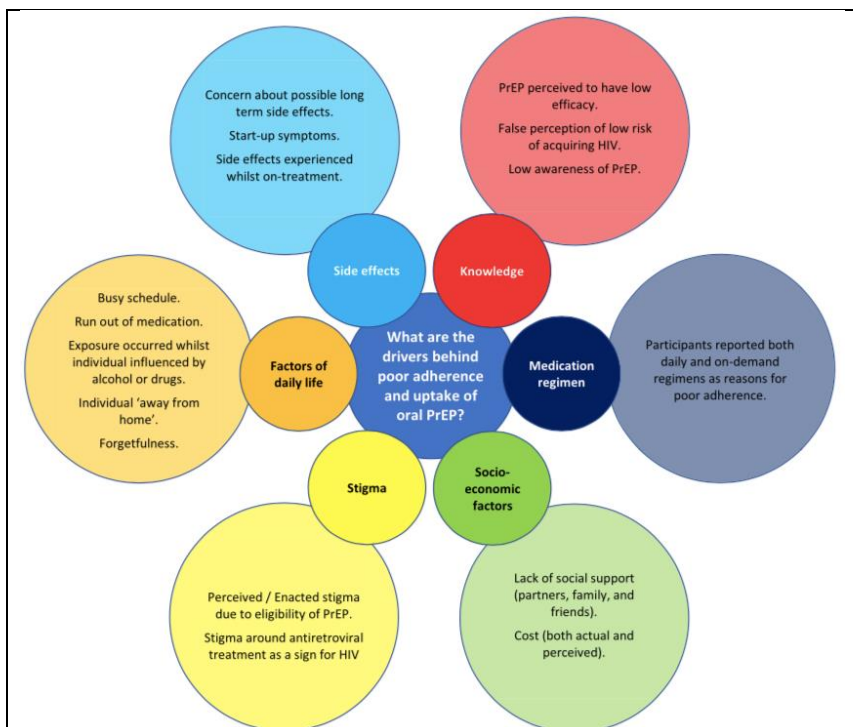 Concern about possible long
term side effects.
Start-up symptoms.
Side effects experienced
whilst on-treatment.
PrEP perceived to have low
efficacy.
False perception of low risk
of acquiring HIV.
Low awareness of PrEP.
Side effects
Knowledge
Busy schedule.
Run out of medication.
Exposure occurred whilst
individual influenced by
alcohol or drugs.
Individual ‘away from
home’.
Forgetfulness.
Factors of
daily life
What are the
drivers behind
poor adherence
and uptake of
oral PrEP?
Medication
regimen
Participants reported both
daily and on-demand
regimens as reasons for
poor adherence.
Stigma
Socio-
economic
factors
Perceived / Enacted stigma
due to eligibility of PrEP.
Stigma around antiretroviral
treatment as a sign for HIV
Lack of social support
(partners, family, and
friends).
Cost (both actual and
perceived).